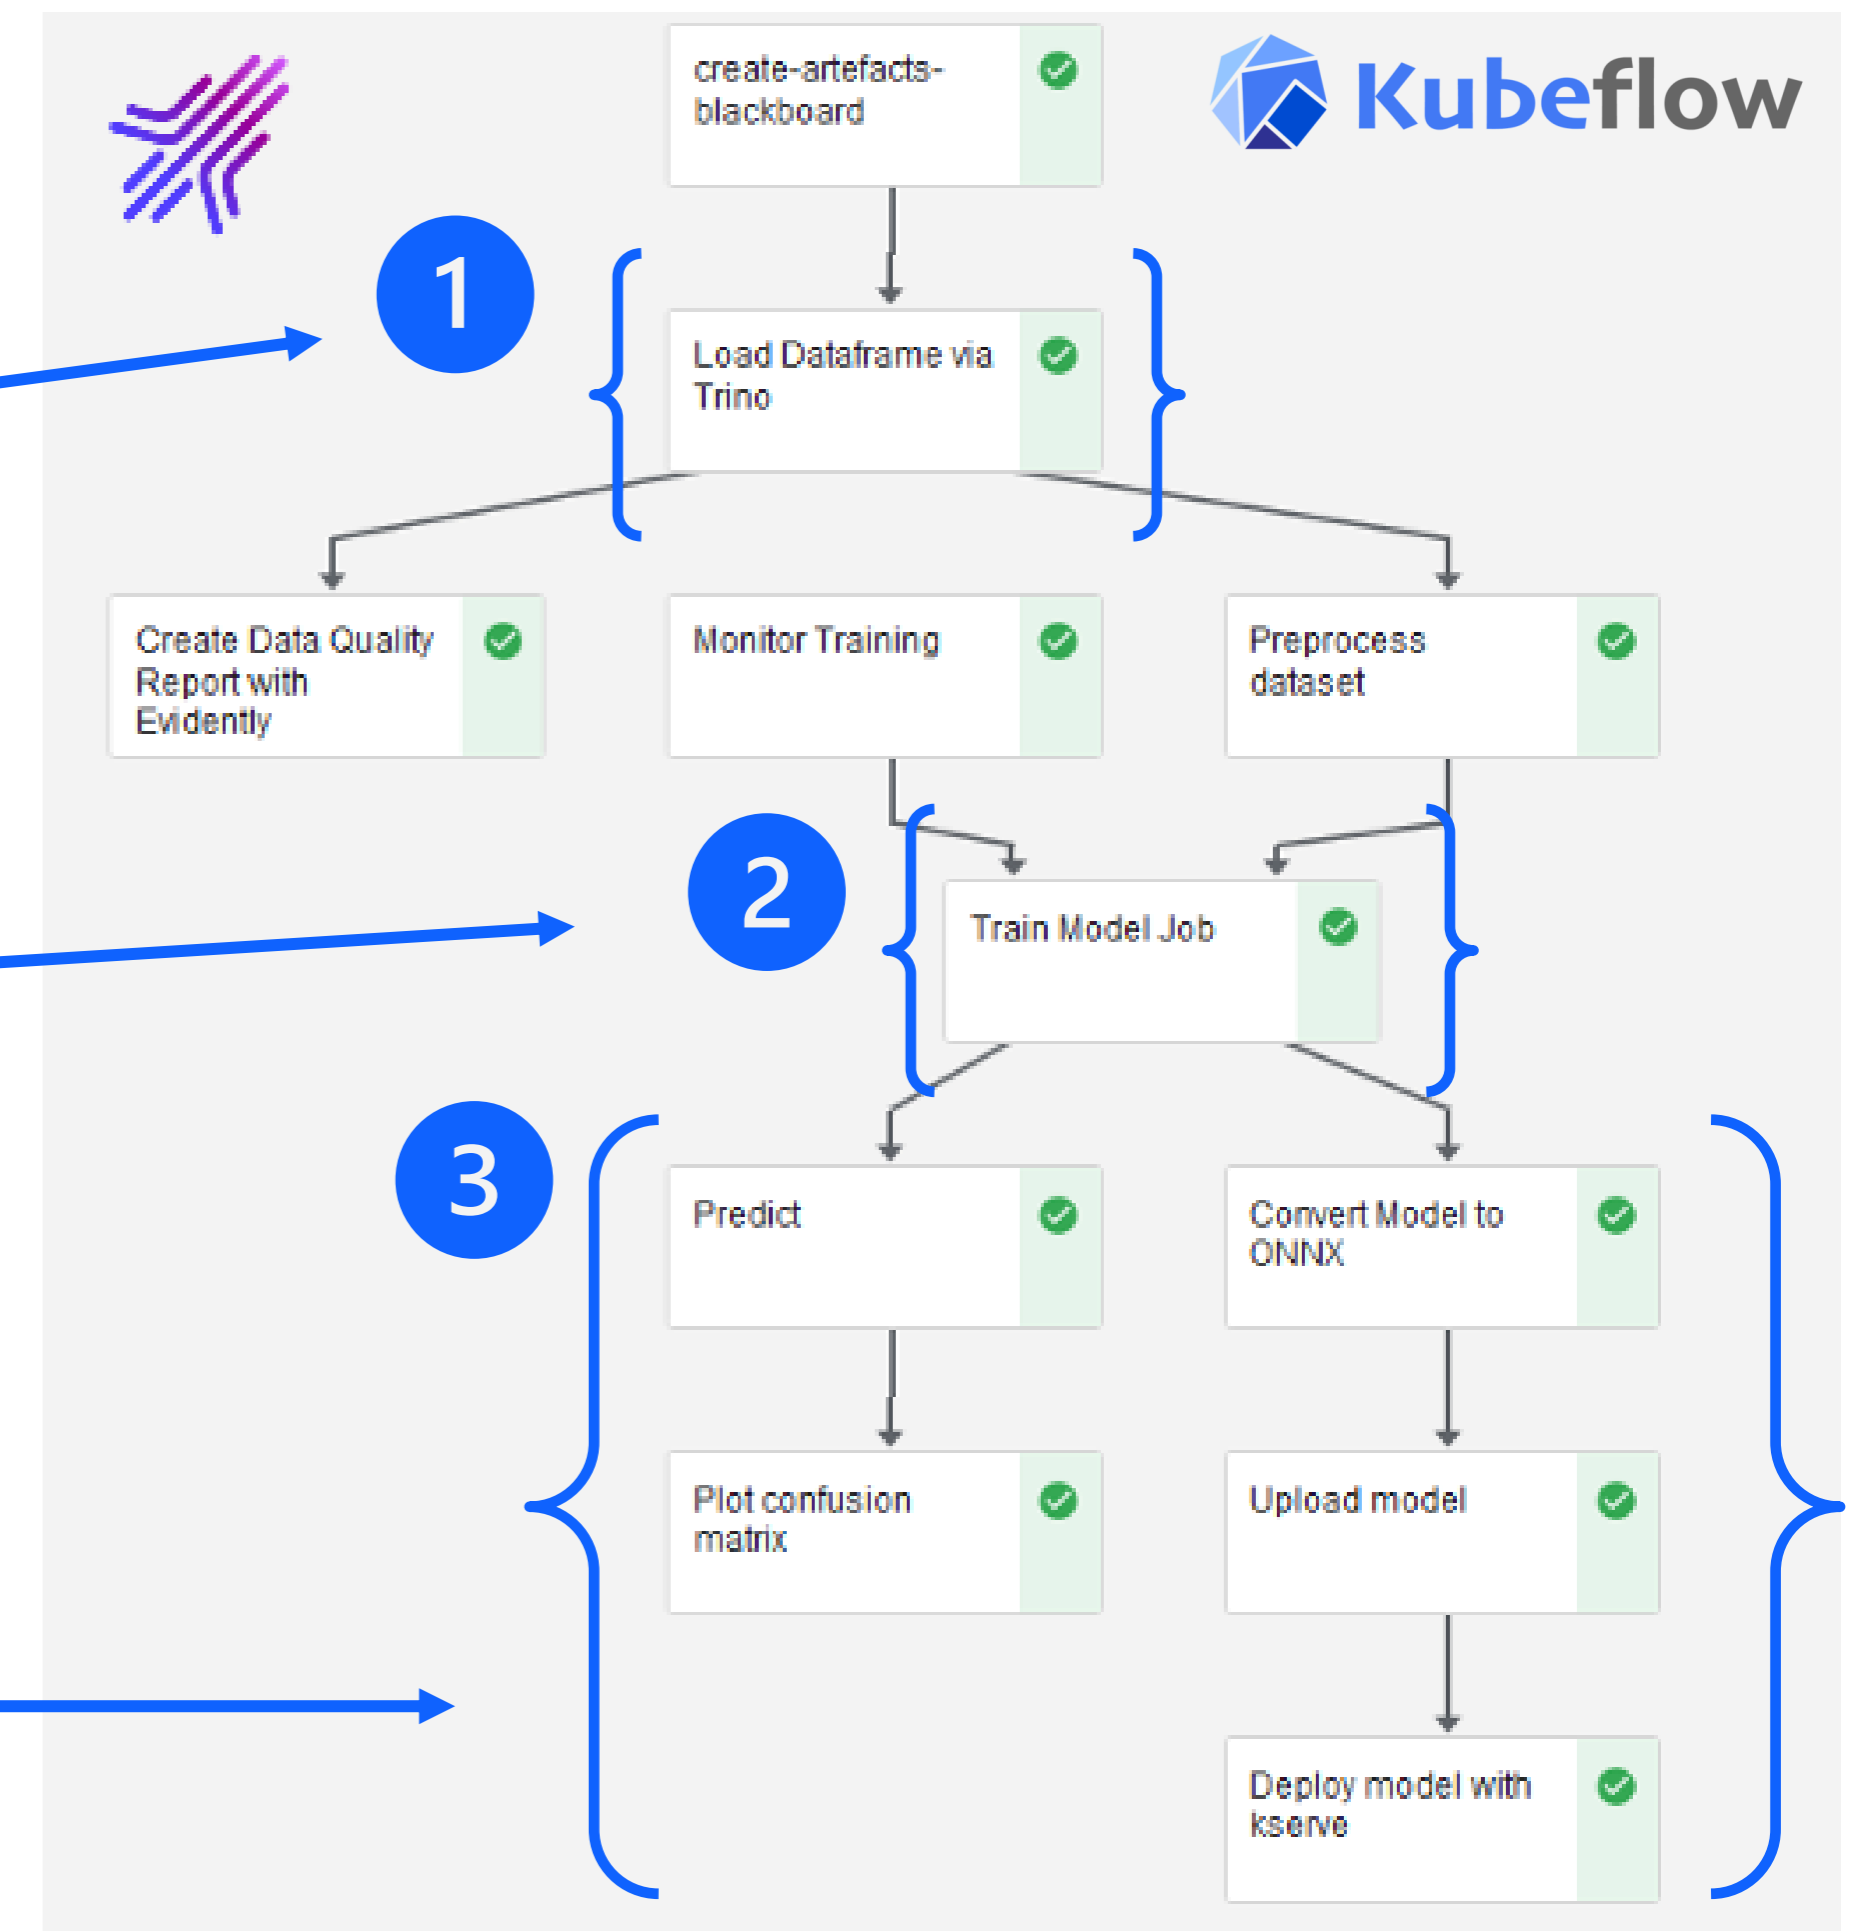 create-artefacts-
blackboard
Kubeflow
1
Load Dataframe via
Trino
Create Data Quality
Report with
Evidently
Monitor Training
Preprocess
dataset
2
Train Model Job
3
Predict
Convert Model to
ONNX
Plot confusion
matrix
Upload model
Deploy model with
kserve